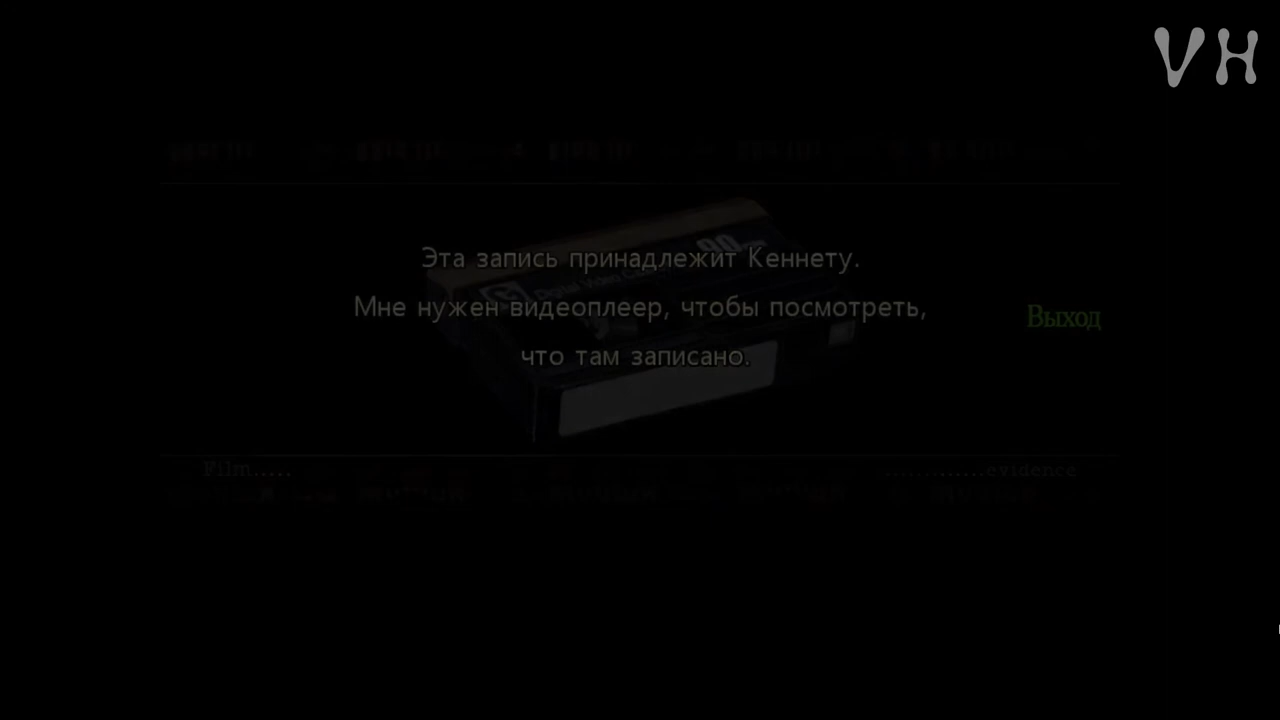 VH
Эта запись принадлежит Кеннету.
Мне нужен видеоплеер, чтобы посмотреть,
что там записано.
Выход
Film..... .............evidence